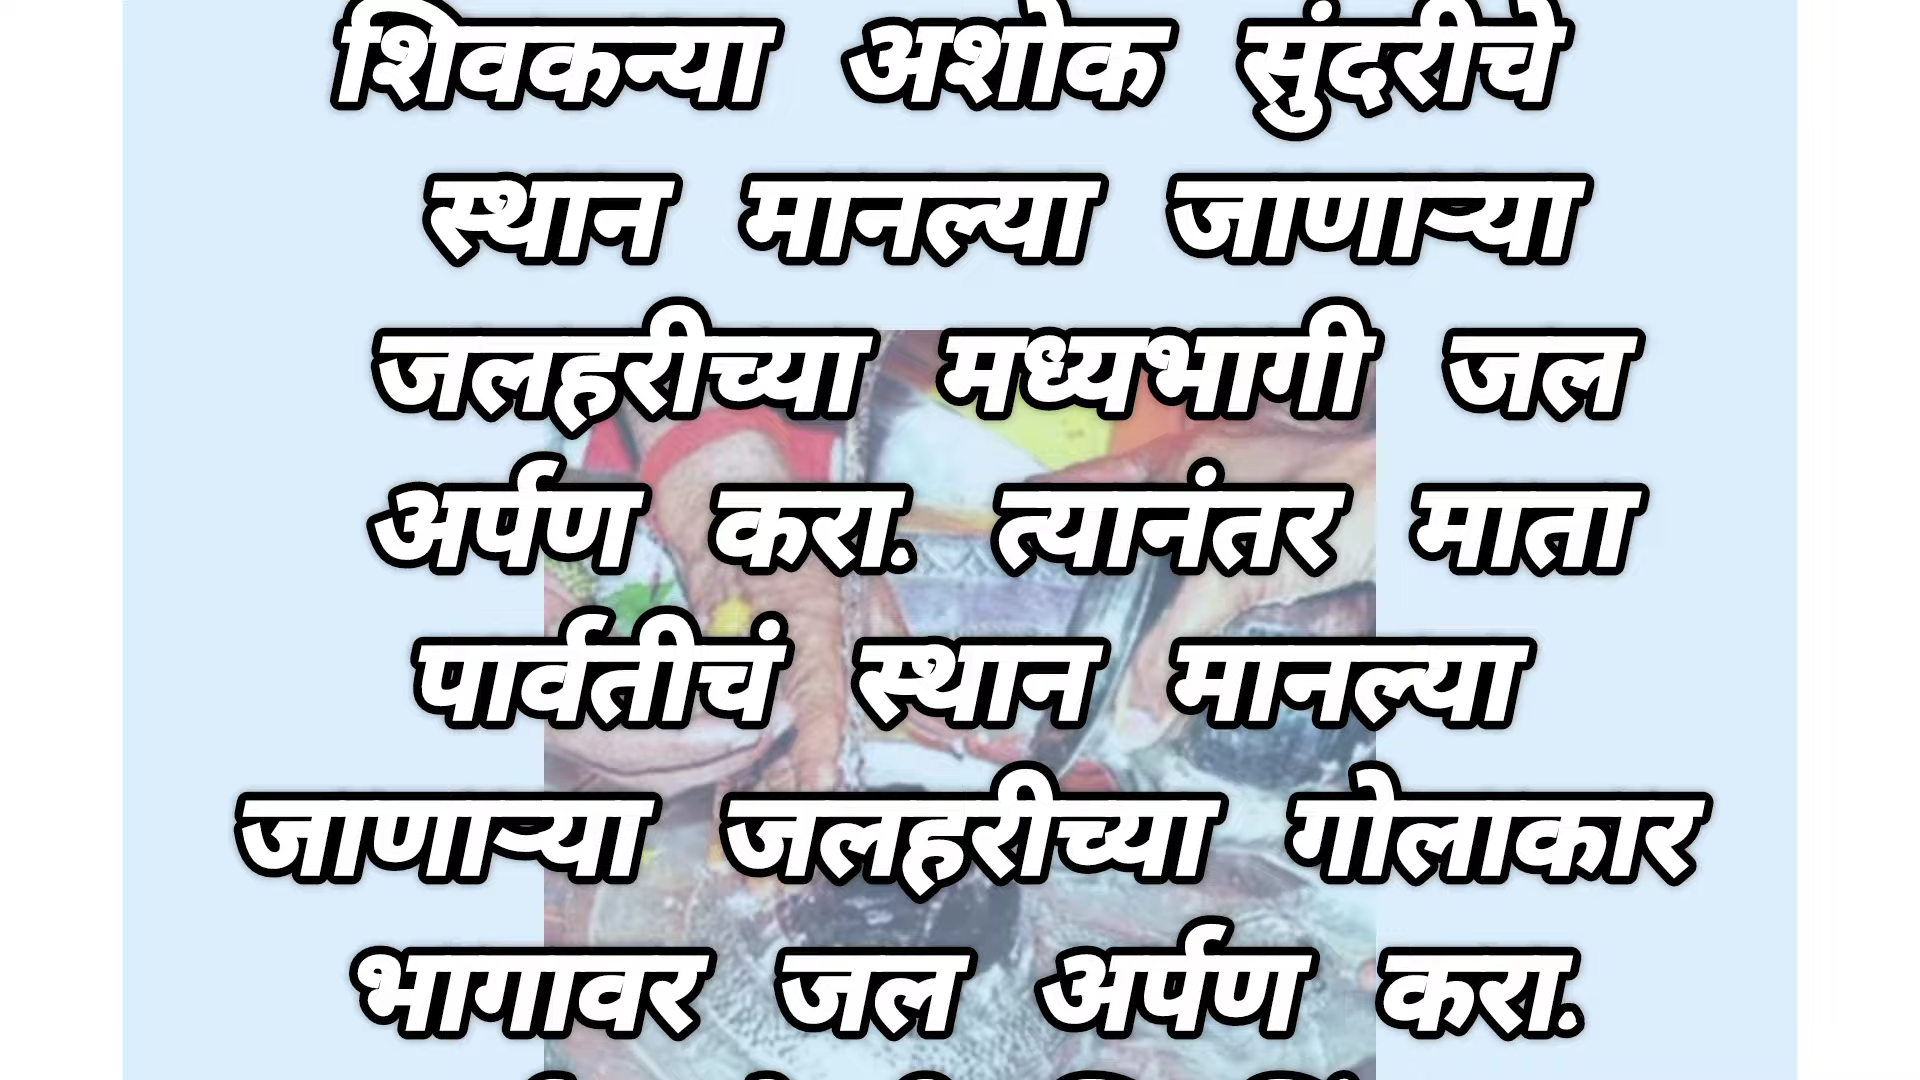 शिवकन्या अशोक सुंदरीचे
स्थान मानल्या जाणाऱ्या
जलहरीच्या मध्यभागी जल
अर्पण करा. त्यानंतर माता
पार्वतीचं स्थान मानल्या
जाणाऱ्या जलहरीच्या गोलाकार
भागावर जल अर्पण करा.